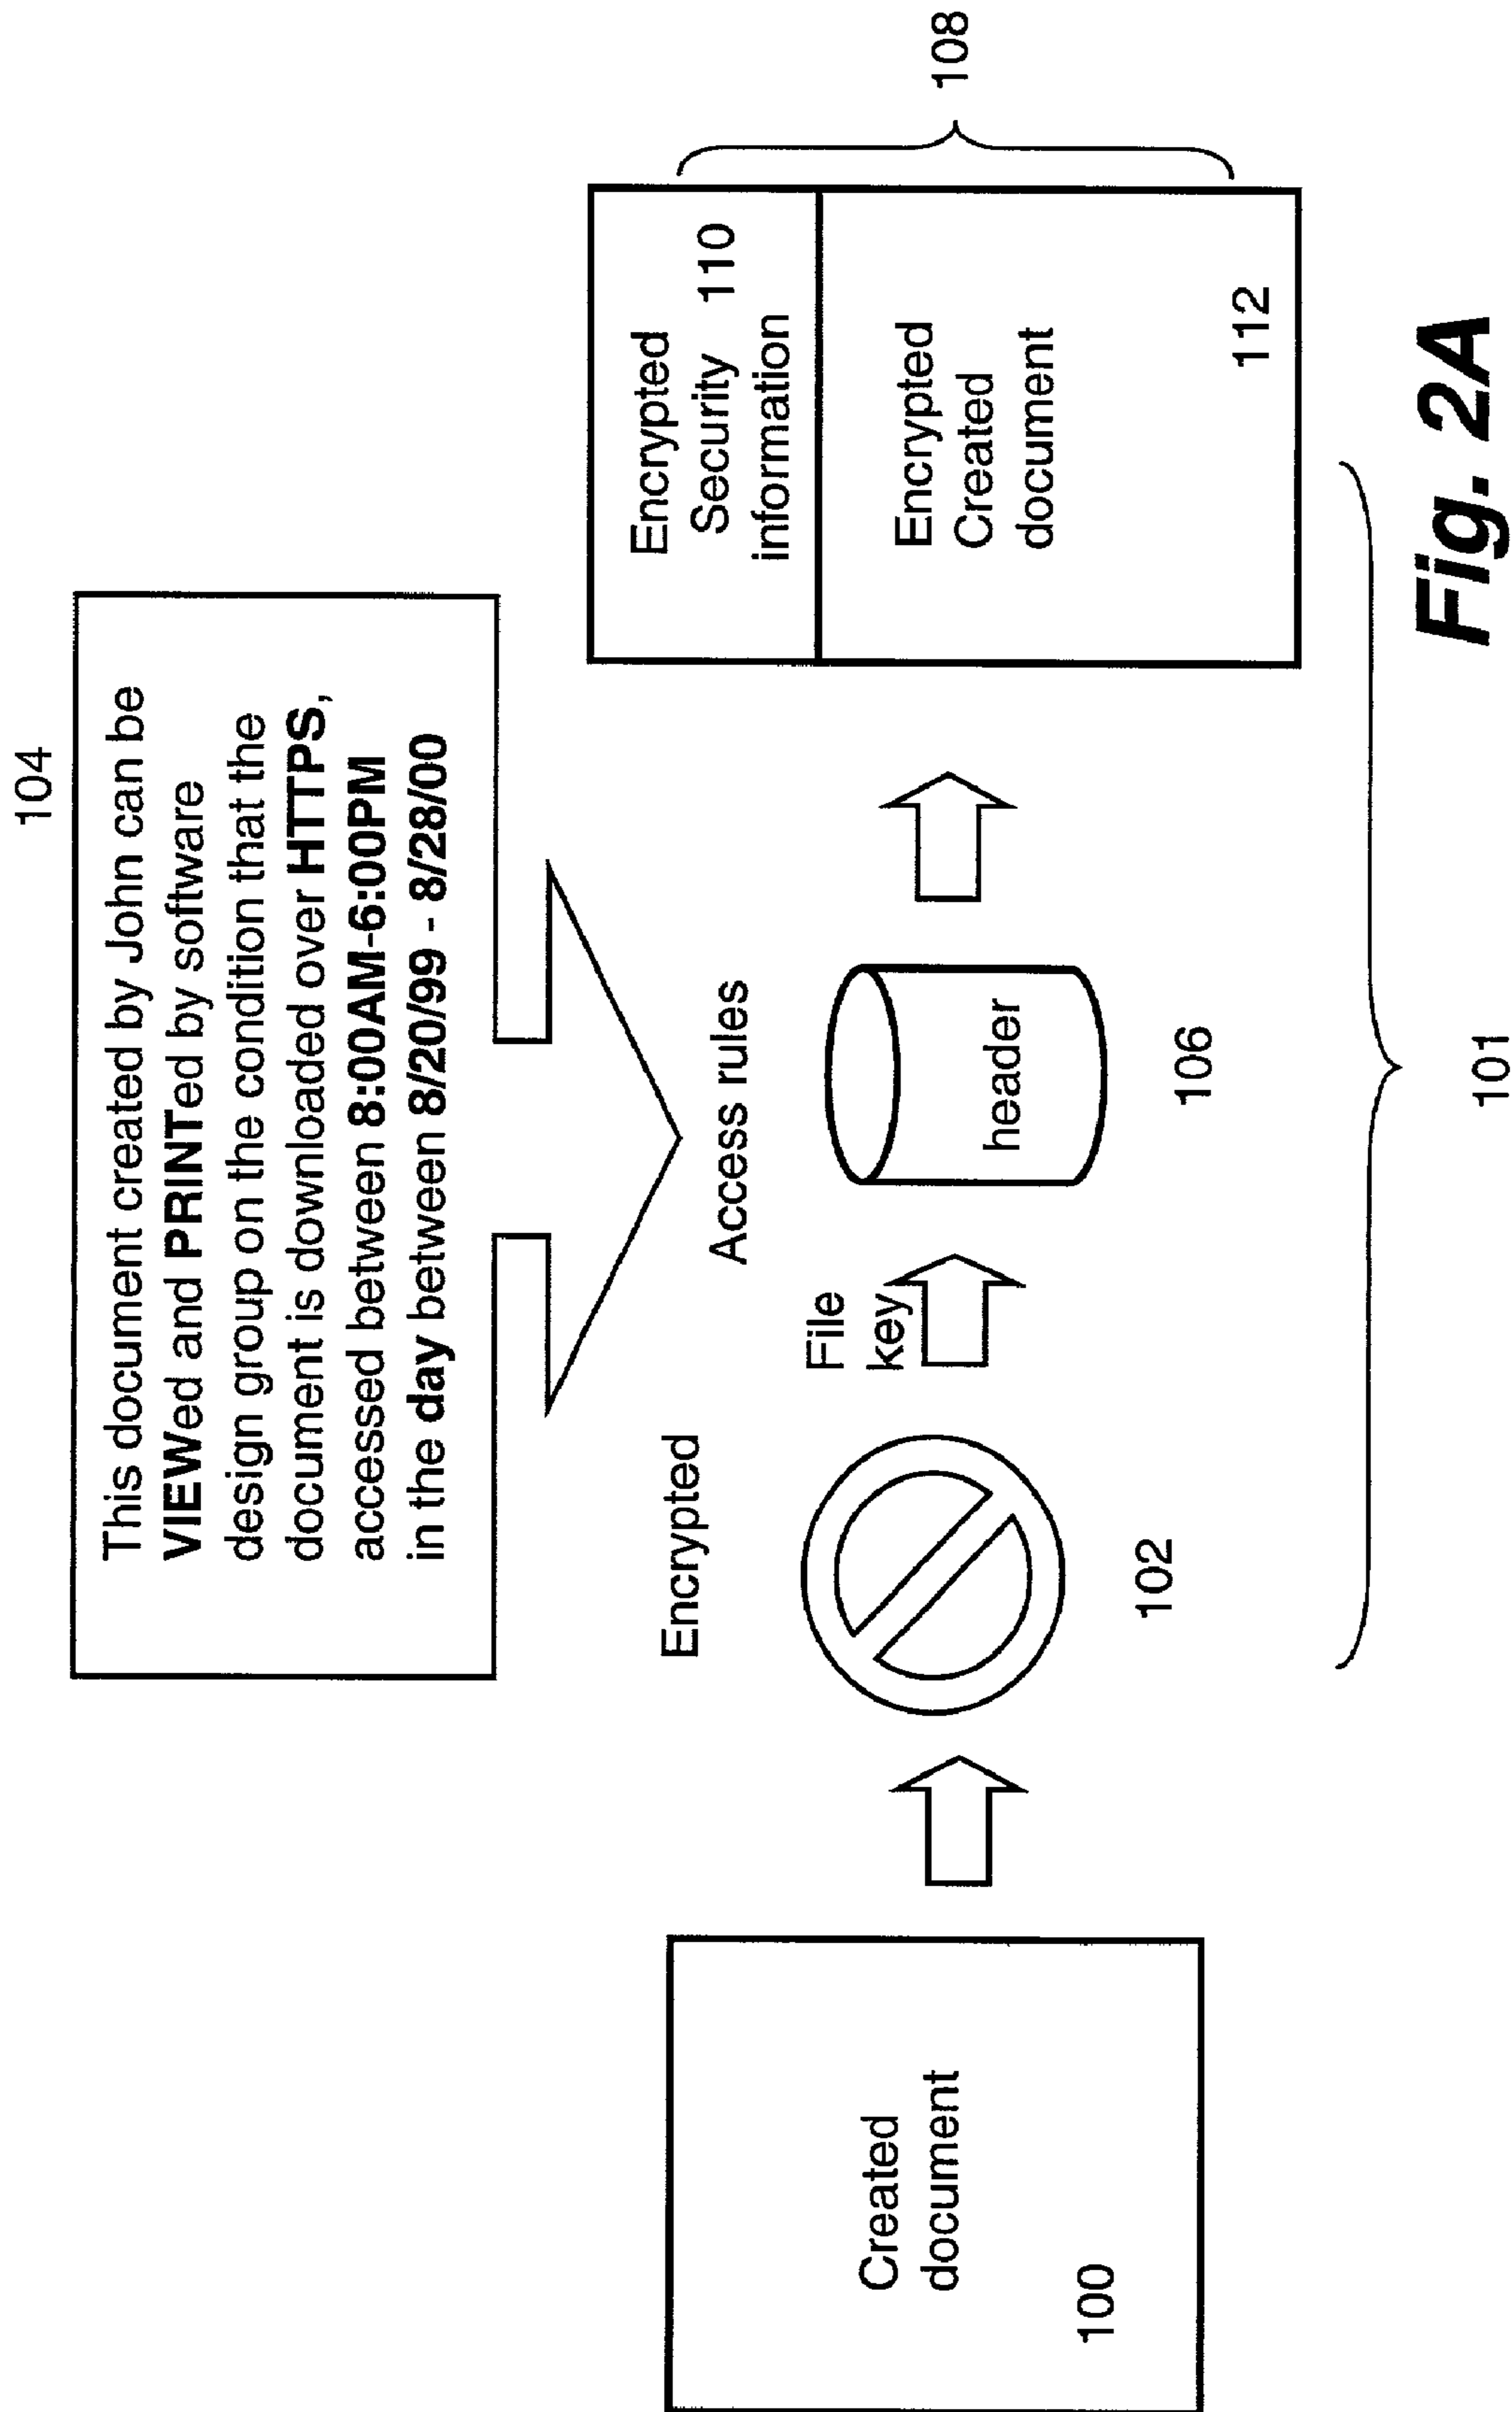 104
This document created by John can be
VIEWed and PRINTed by software
design group on the condition that the
document is downloaded over HTTPS,
accessed between 8:00AM-6:00PM
in the day between 8/20/99 - 8/28/00
Created
document
100
Encrypted
102
File
key
Access rules
header
106
Encrypted
Security 110
information
Encrypted
Created
document
112
108
101
Fig. 2A